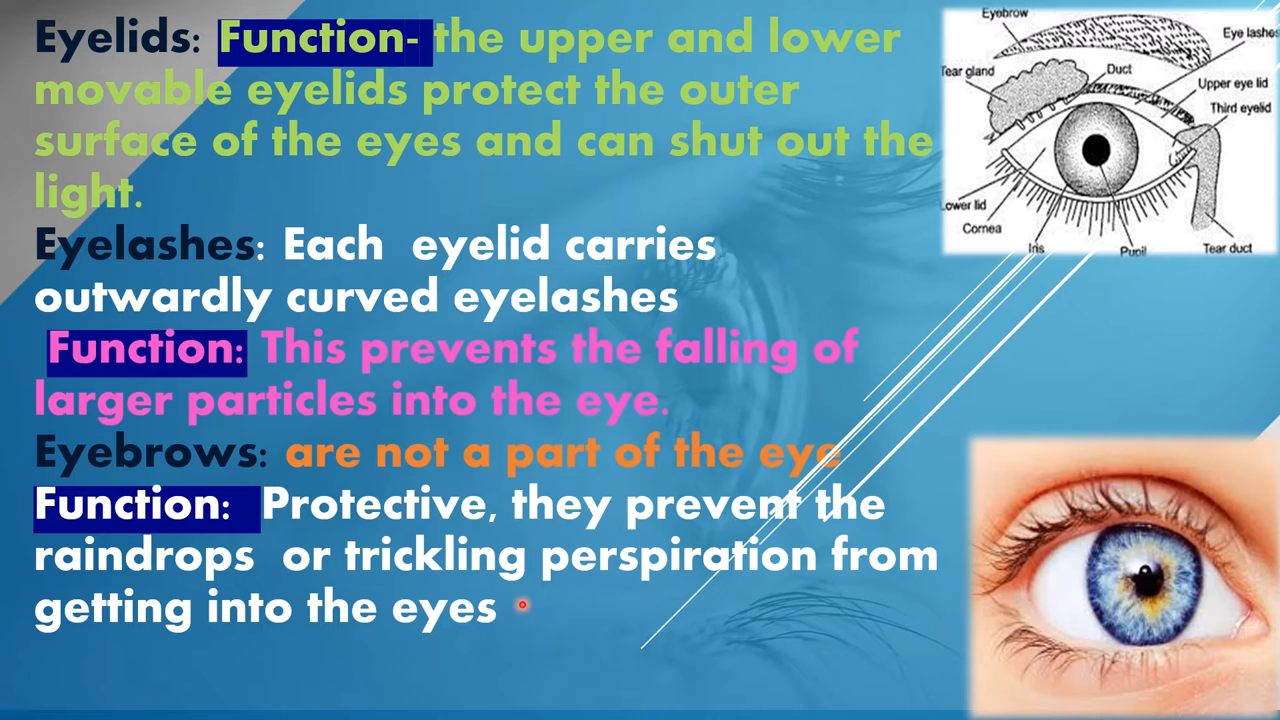 Eyelids: Function- the upper and lower
movable eyelids protect the outer
surface of the eyes and can shut out the
light.
Eyelashes: Each eyelid carries
outwardly curved eyelashes
Function: This prevents the falling of
larger particles into the eye.
Eyebrows: are not a part of the eye
Function: Protective, they prevent the
raindrops or trickling perspiration from
getting into the eyes
Eyebrow
Eye lashes
Tear gland
Duct
Upper eye lid
Third eyelid
Lower lid
Cornea
Iris
Pupil
Tear duct